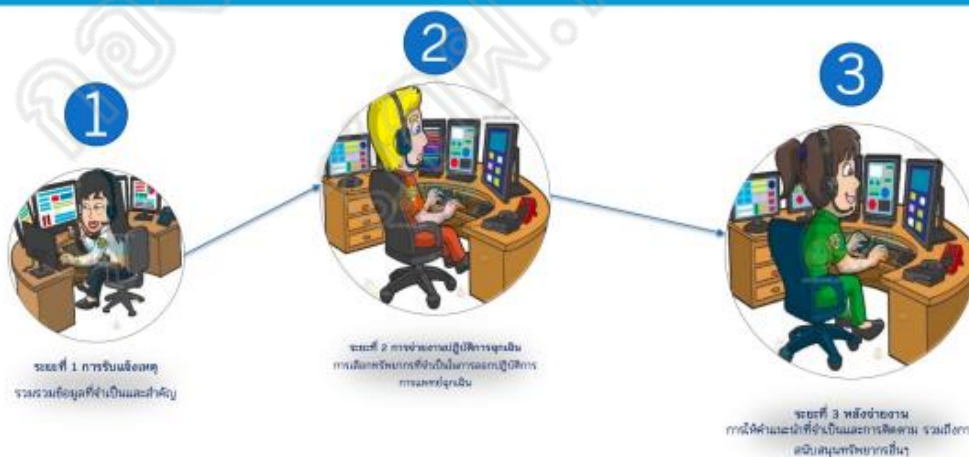 1
ระยะที่ 1 การรับแจ้งเหตุ
รวบรวมข้อมูลที่จำเป็นและสำคัญ
2
ระยะที่ 2 การจ่ายงานปฏิบัติการฉุกเฉิน
การเลือกทรัพยากรที่จำเป็นในการออกปฏิบัติการ
การแพทย์ฉุกเฉิน
3
ระยะที่ 3 หลังจ่ายงาน
การให้คำแนะนำที่จำเป็นและการติดตาม รวมถึงการ
สนับสนุนทรัพยากรอื่นๆ